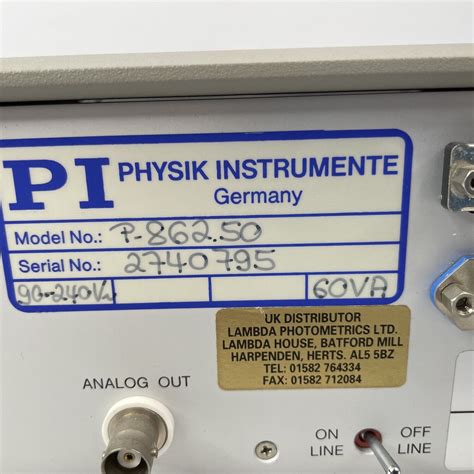 PI PHYSIK INSTRUMENTE
Germany
Model No.: P-862.50
Serial No.: 2740795
90-240V~ 60VA
UK DISTRIBUTOR
LAMBDA PHOTOMETRICS LTD.
LAMBDA HOUSE, BATFORD MILL
HARPENDEN, HERTS. AL5 5BZ
TEL: 01582 764334
FAX: 01582 712084
ANALOG OUT
ON LINE
OFF LINE